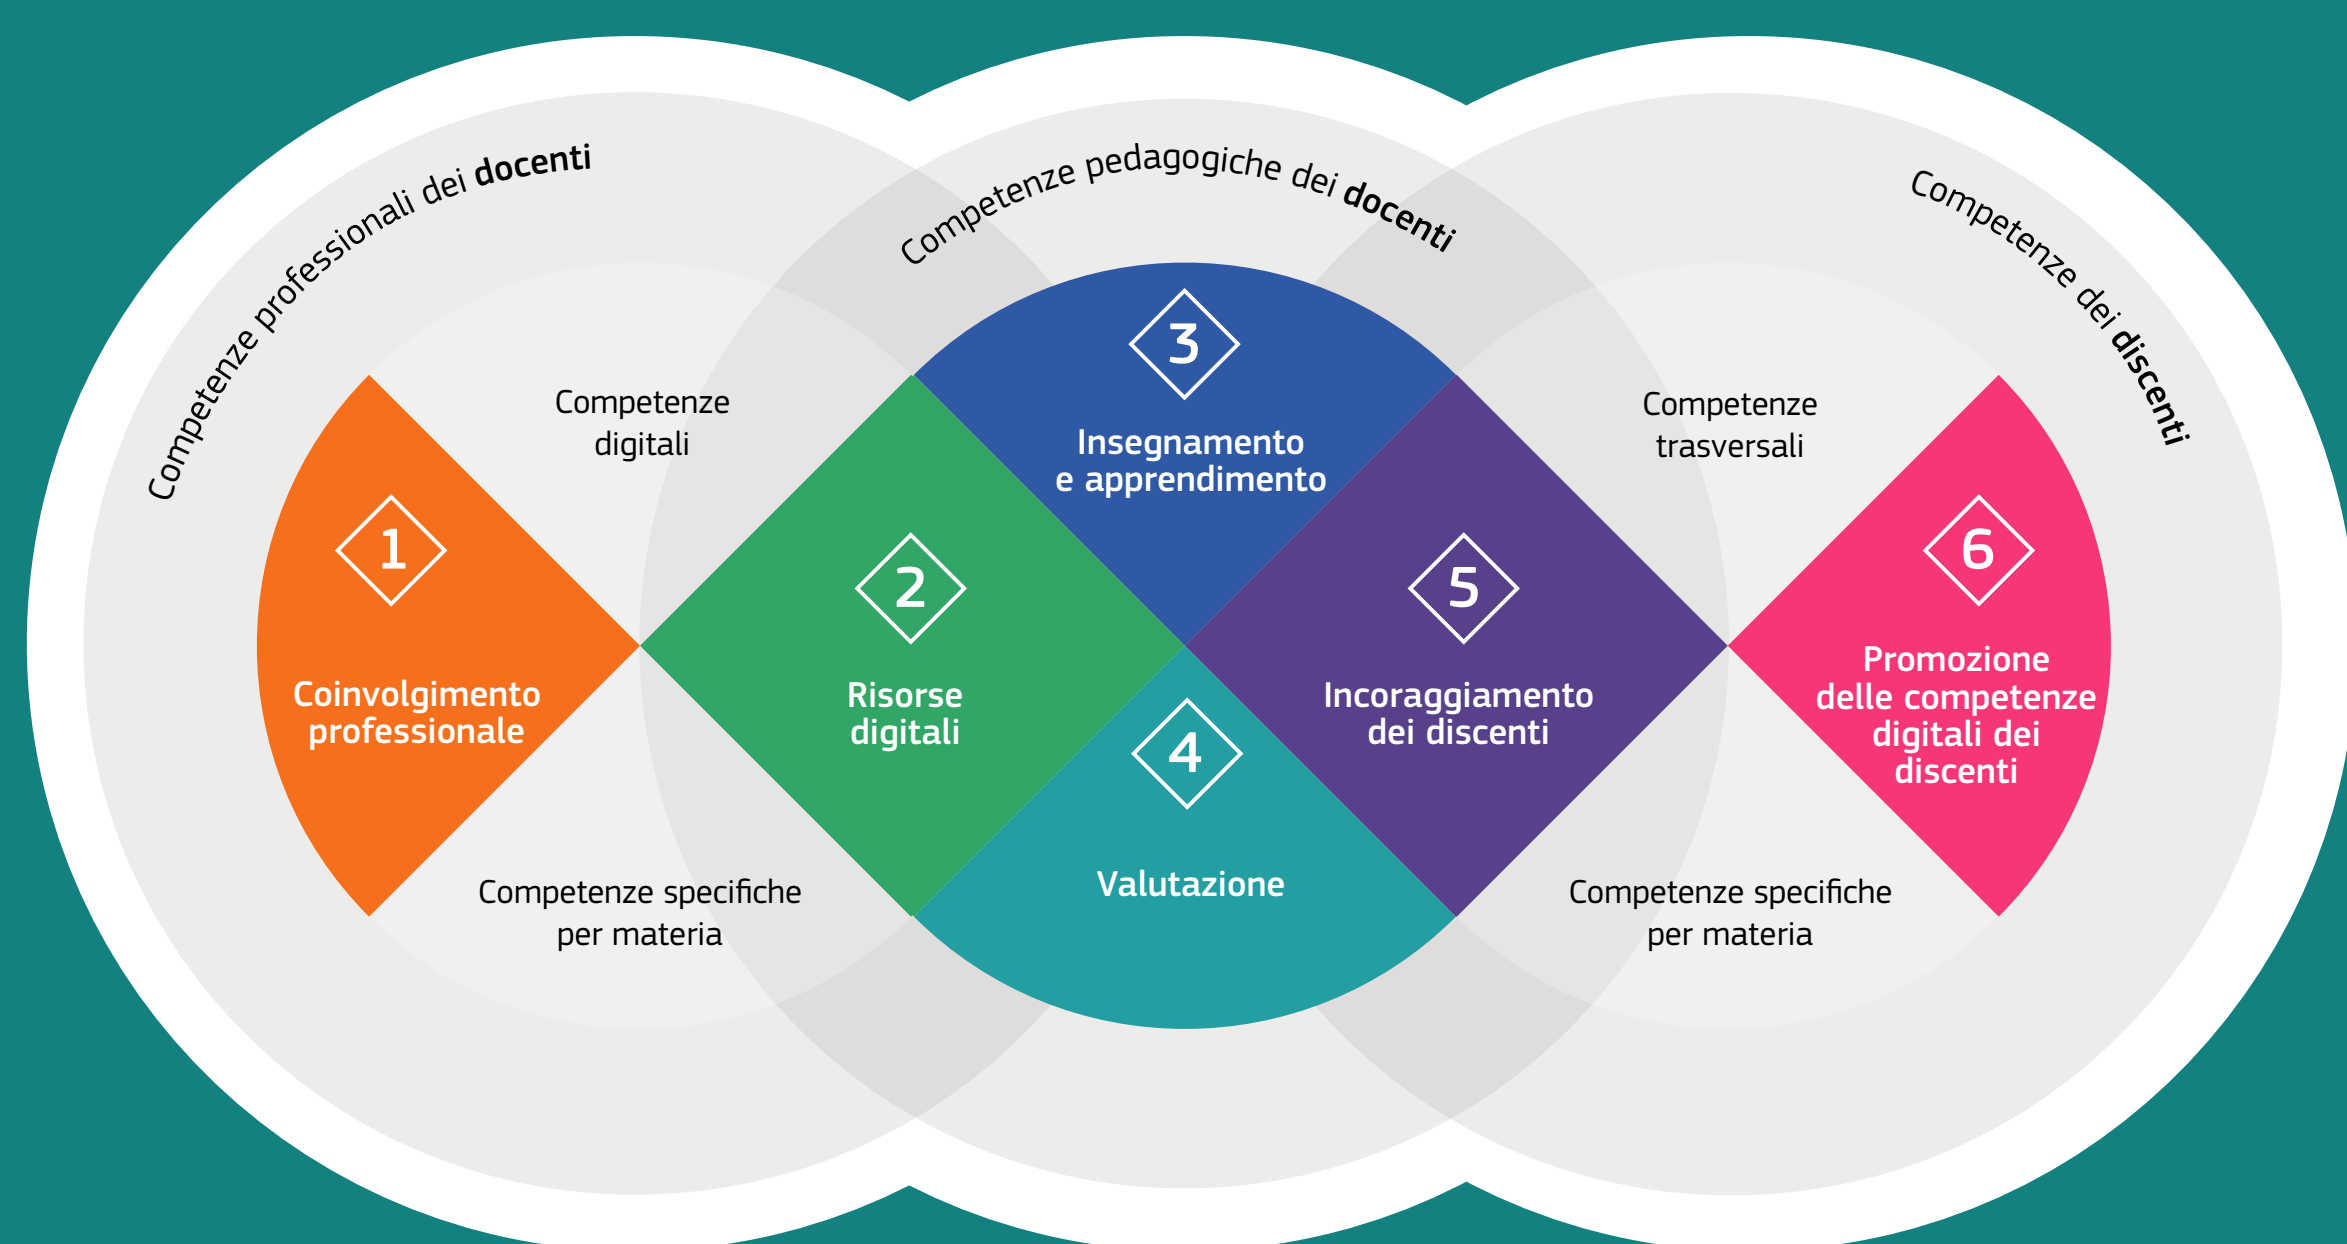 Competenze professionali dei docenti
Competenze pedagogiche dei docenti
Competenze dei discenti
Competenze
digitali
Competenze specifiche
per materia
1
Coinvolgimento
professionale
2
Risorse
digitali
3
Insegnamento
e apprendimento
4
Valutazione
5
Incoraggiamento
dei discenti
Competenze
trasversali
Competenze specifiche
per materia
6
Promozione
delle competenze
digitali dei
discenti